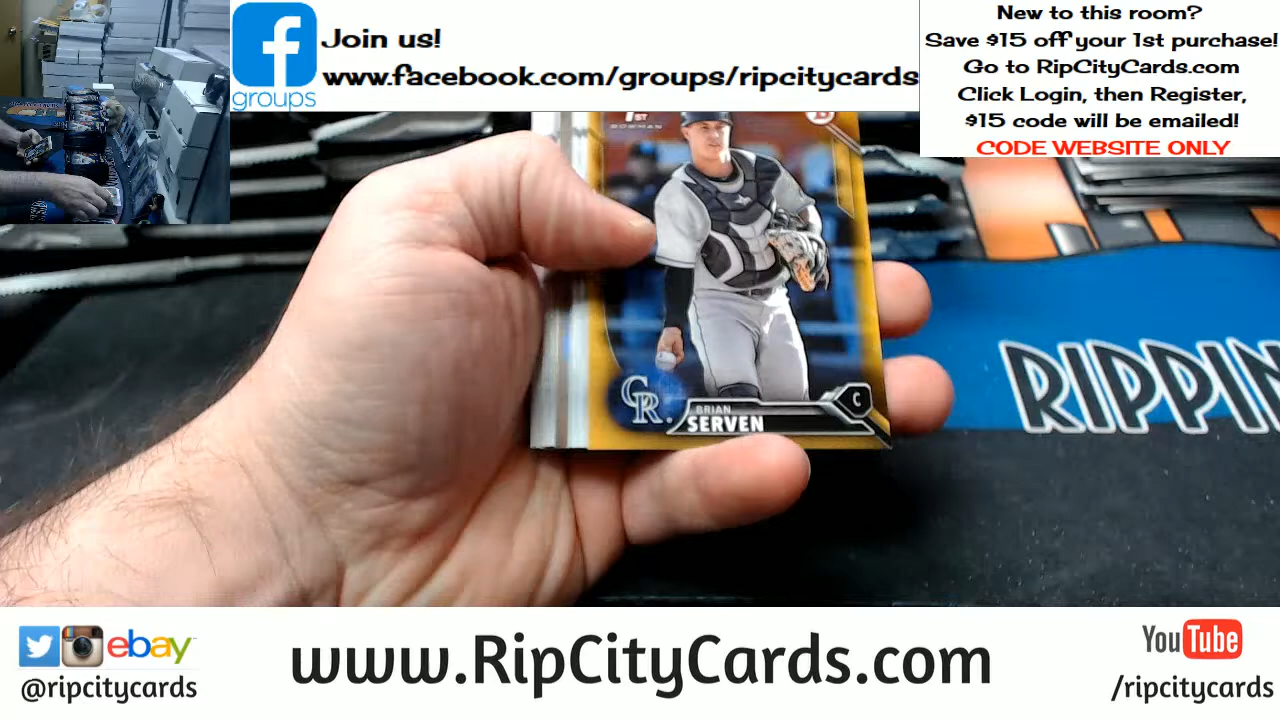 Join us!
www.facebook.com/groups/ripcitycards
f
groups
New to this room?
Save $15 off your 1st purchase!
Go to RipCityCards.com
Click Login, then Register,
$15 code will be emailed!
CODE WEBSITE ONLY
1ST
BOWMAN
B
CR
C
BRIAN
SERVEN
RIPPIN
ebay
@ripcitycards
www.RipCityCards.com
YouTube
/ripcitycards